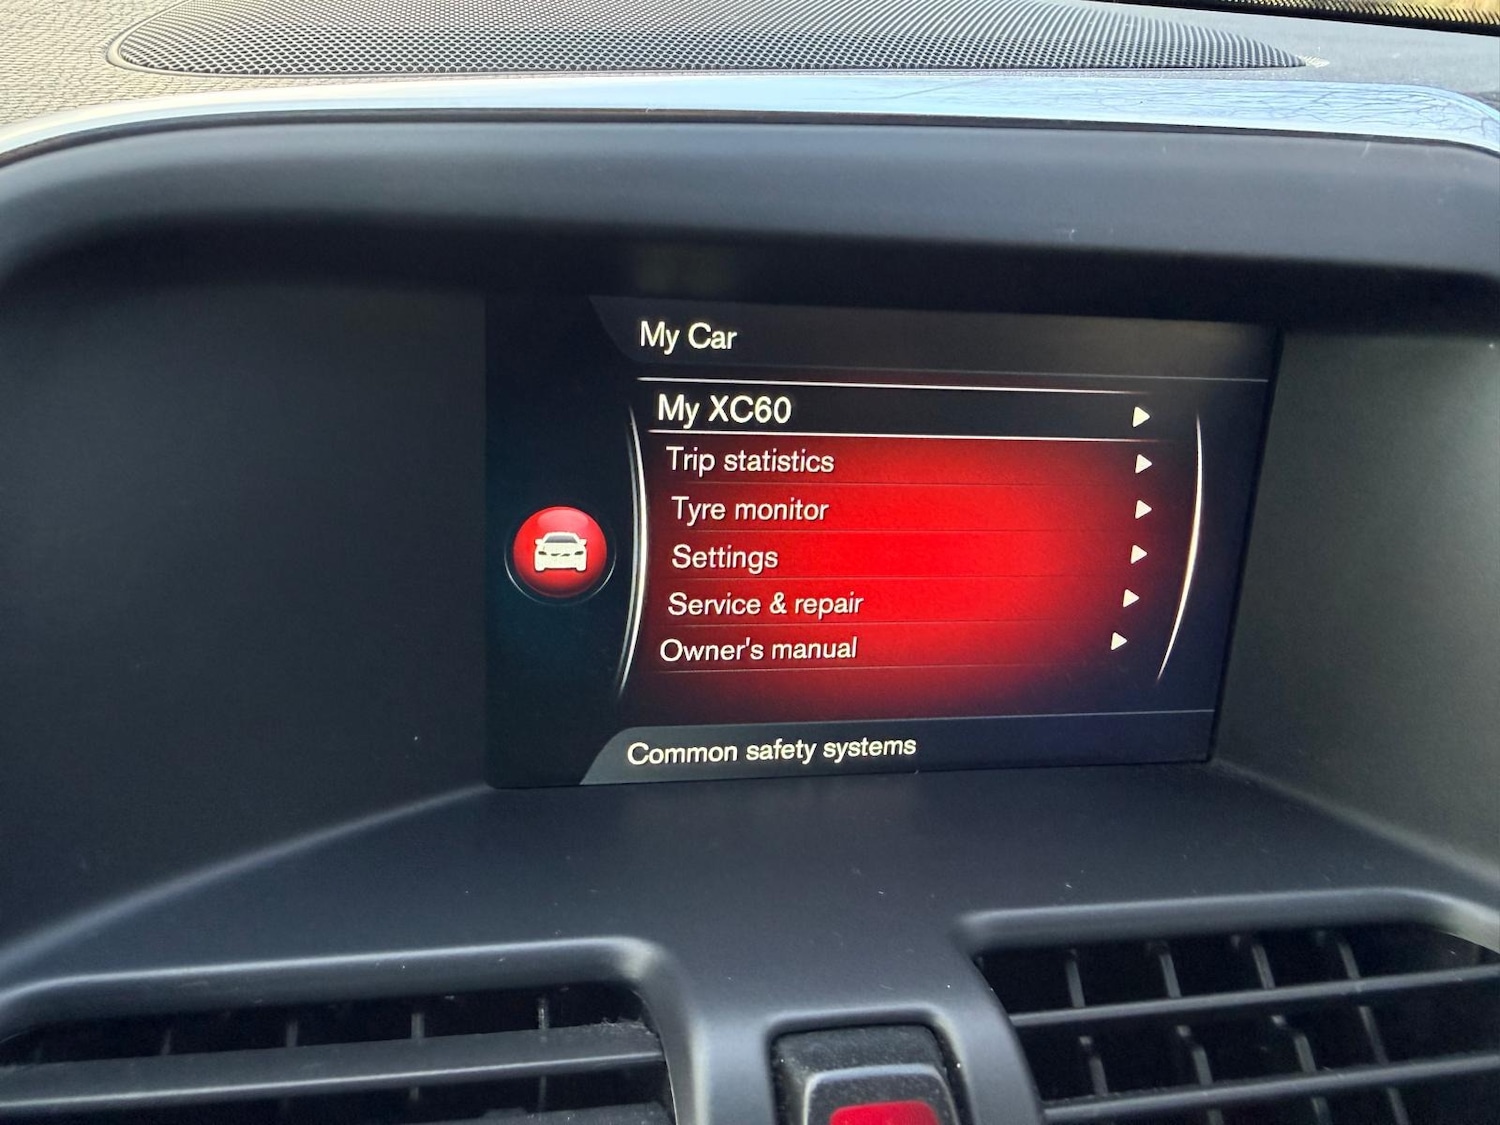 My Car
My XC60
Trip statistics
Tyre monitor
Settings
Service & repair
Owner's manual
Common safety systems